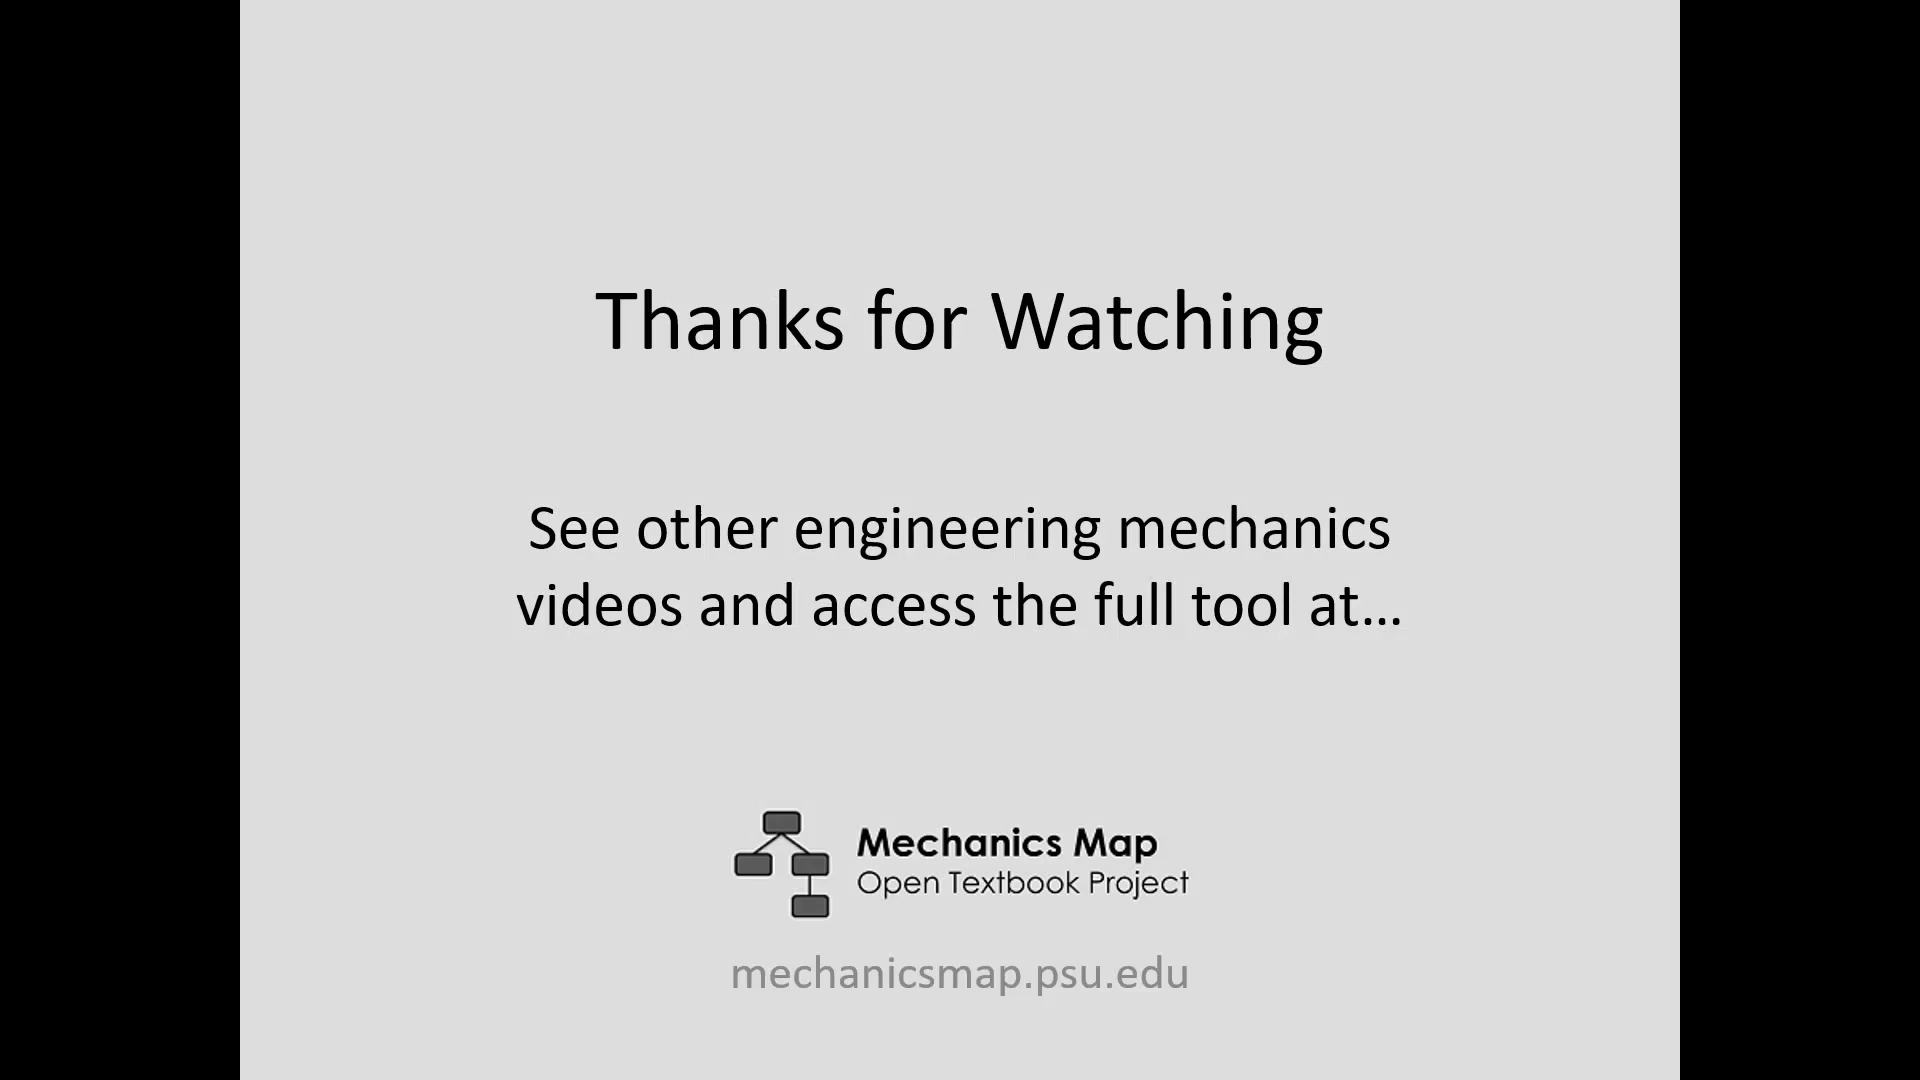 Thanks for Watching
See other engineering mechanics
videos and access the full tool at...
Mechanics Map
Open Textbook Project
mechanicsmap.psu.edu